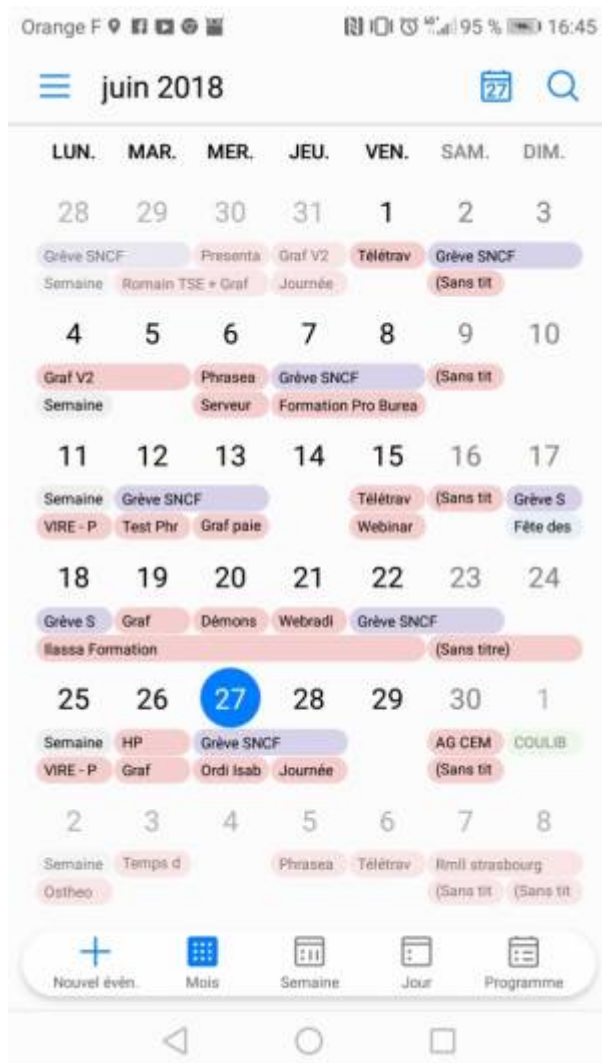 Orange F 95 % 16:45
juin 2018 27
LUN. MAR. MER. JEU. VEN. SAM. DIM.
28 29 30 31 1 2 3
Grève SNCF Presenta Graf V2 Télétrav Grève SNCF
Semaine Romain TSE + Graf Journée (Sans tit
4 5 6 7 8 9 10
Graf V2 Phrasea Grève SNCF (Sans tit
Semaine Serveur Formation Pro Burea
11 12 13 14 15 16 17
Semaine Grève SNCF Télétrav (Sans tit Grève S
VIRE - P Test Phr Graf paie Webinar Fête des
18 19 20 21 22 23 24
Grève S Graf Démons Webradi Grève SNCF
Ilassa Formation (Sans titre)
25 26 27 28 29 30 1
Semaine HP Grève SNCF AG CEM COULIB
VIRE - P Graf Ordi Isab Journée (Sans tit
2 3 4 5 6 7 8
Semaine Temps d Phrasea Télétrav Rmll strasbourg
Ostheo (Sans tit (Sans tit
Nouvel évén. Mois Semaine Jour Programme